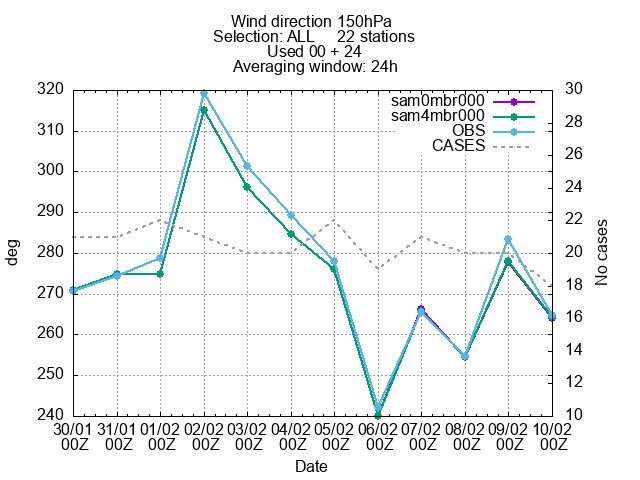 Wind direction 150hPa
Selection: ALL 22 stations
Used 00 + 24
Averaging window: 24h
sam0mbr000
sam4mbr000
OBS
CASES
320
310
300
290
280
270
260
250
240
deg
30
28
26
24
22
20
18
16
14
12
10
No cases
30/01 31/01 01/02 02/02 03/02 04/02 05/02 06/02 07/02 08/02 09/02 10/02
00Z 00Z 00Z 00Z 00Z 00Z 00Z 00Z 00Z 00Z 00Z 00Z
Date